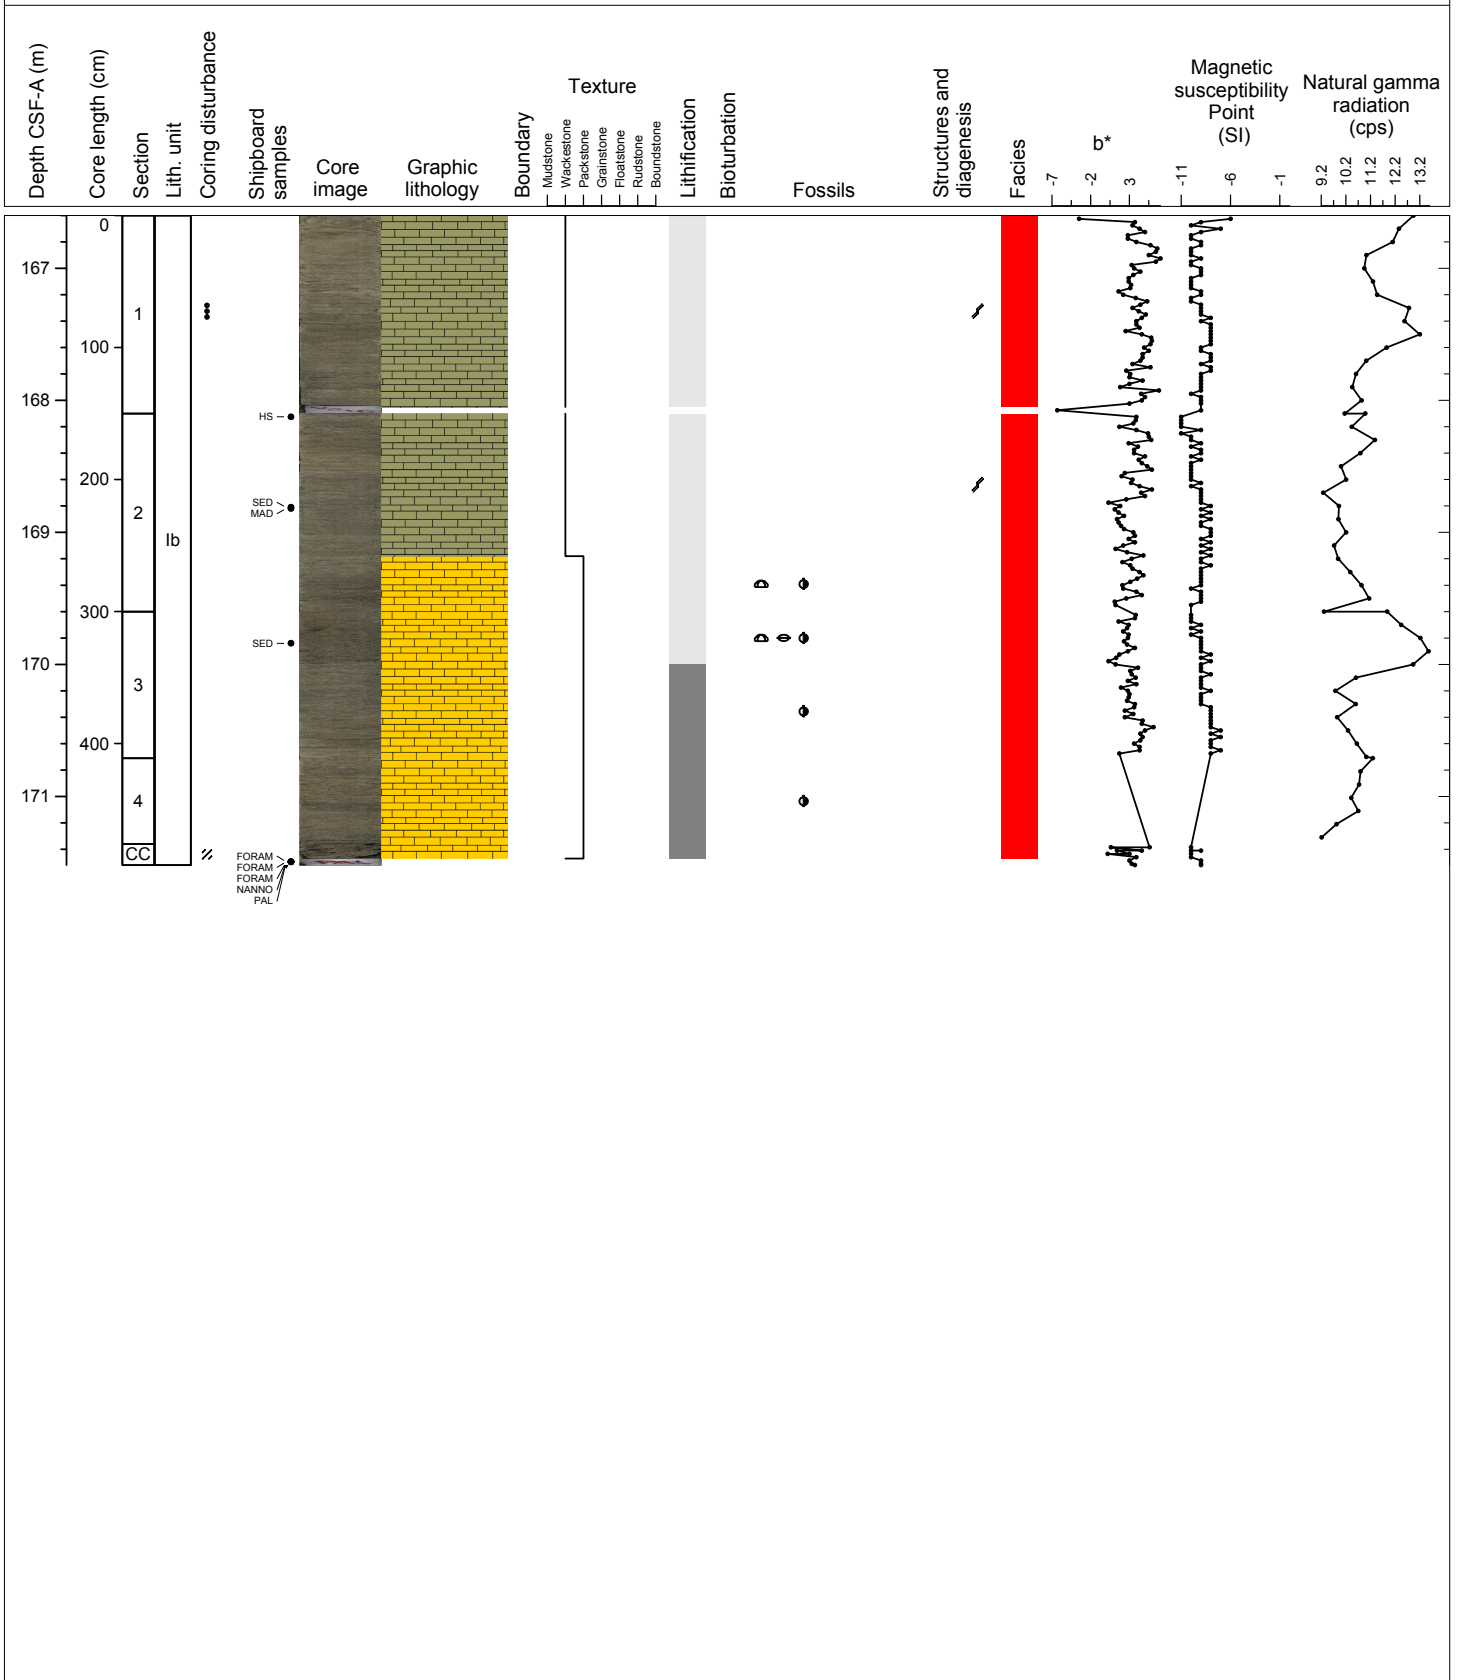 Depth CSF-A (m)
Core length (cm)
Section
Lith. unit
Coring disturbance
Shipboard
samples
Core
image
Graphic
lithology
Boundary
Texture
Mudstone
Wackestone
Packstone
Grainstone
Floatstone
Rudstone
Boundstone
Lithification
Bioturbation
Fossils
Structures and
diagenesis
Facies
b*
-7
-2
3
Magnetic
susceptibility
Point
(SI)
-11
-6
-1
Natural gamma
radiation
(cps)
9.2
10.2
11.2
12.2
13.2
0
167
1
100
168
HS
200
SED
MAD
2
169
Ib
300
SED
170
3
400
171
4
CC
FORAM
FORAM
FORAM
NANNO
PAL